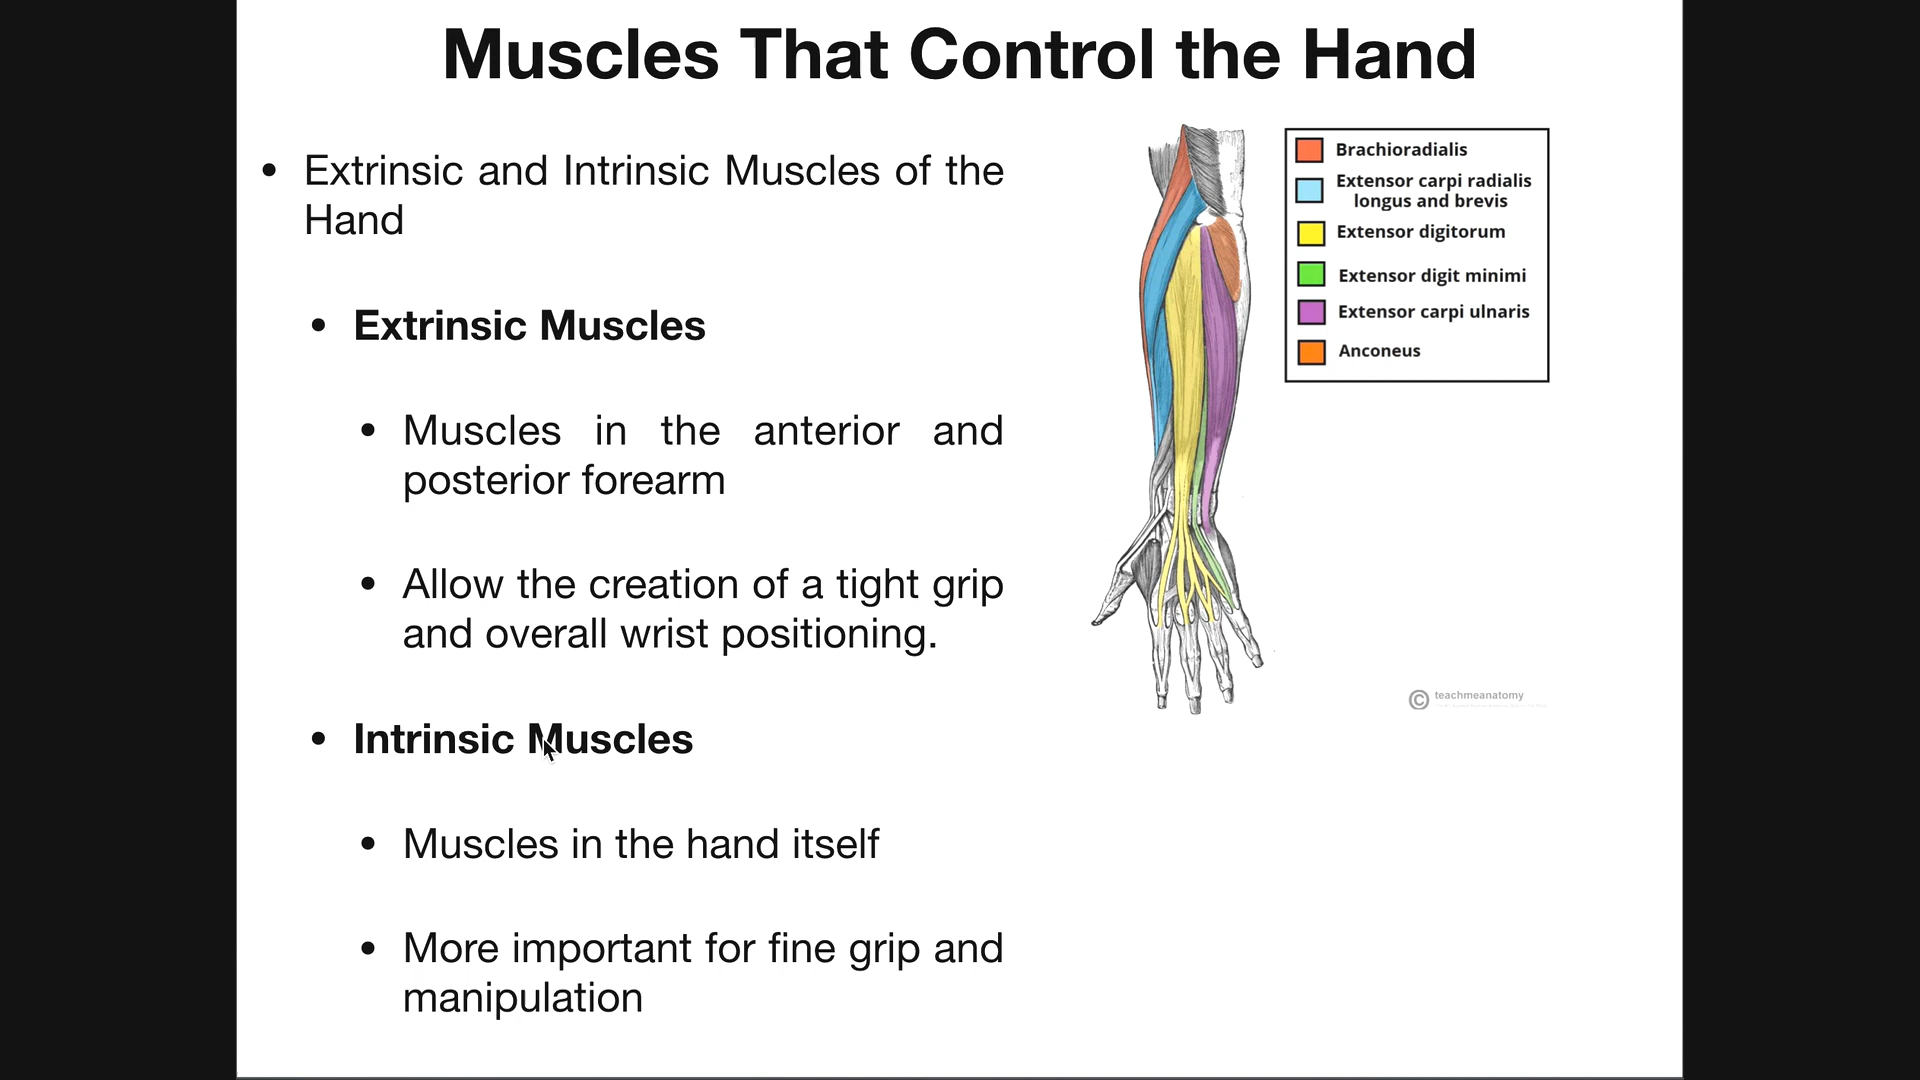 Muscles That Control the Hand
• Extrinsic and Intrinsic Muscles of the
Hand
• Extrinsic Muscles
• Muscles in the anterior and
posterior forearm
• Allow the creation of a tight grip
and overall wrist positioning.
• Intrinsic Muscles
• Muscles in the hand itself
• More important for fine grip and
manipulation
Brachioradialis
Extensor carpi radialis
longus and brevis
Extensor digitorum
Extensor digit minimi
Extensor carpi ulnaris
Anconeus
© teachmeanatomy